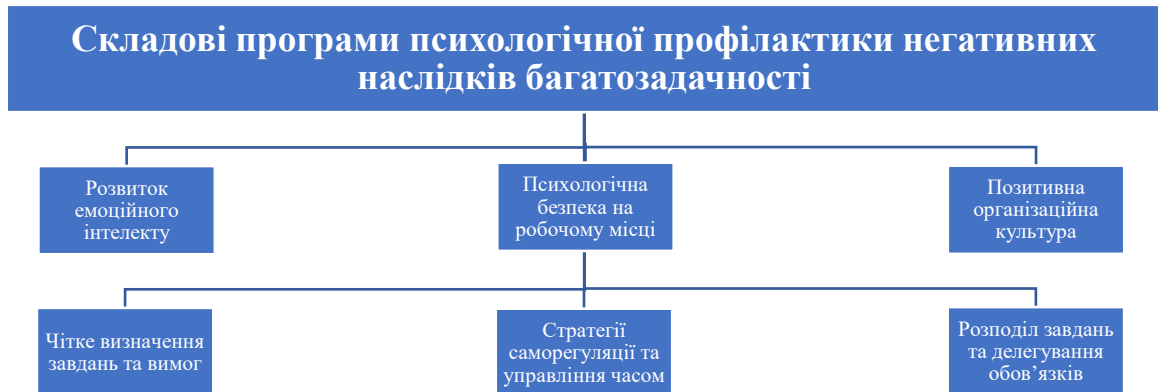 Складові програми психологічної профілактики негативних
наслідків багатозадачності
Розвиток
емоційного
інтелекту
Психологічна
безпека на
робочому місці
Позитивна
організаційна
культура
Чітке визначення
завдань та вимог
Стратегії
саморегуляції та
управління часом
Розподіл завдань
та делегування
обов’язків